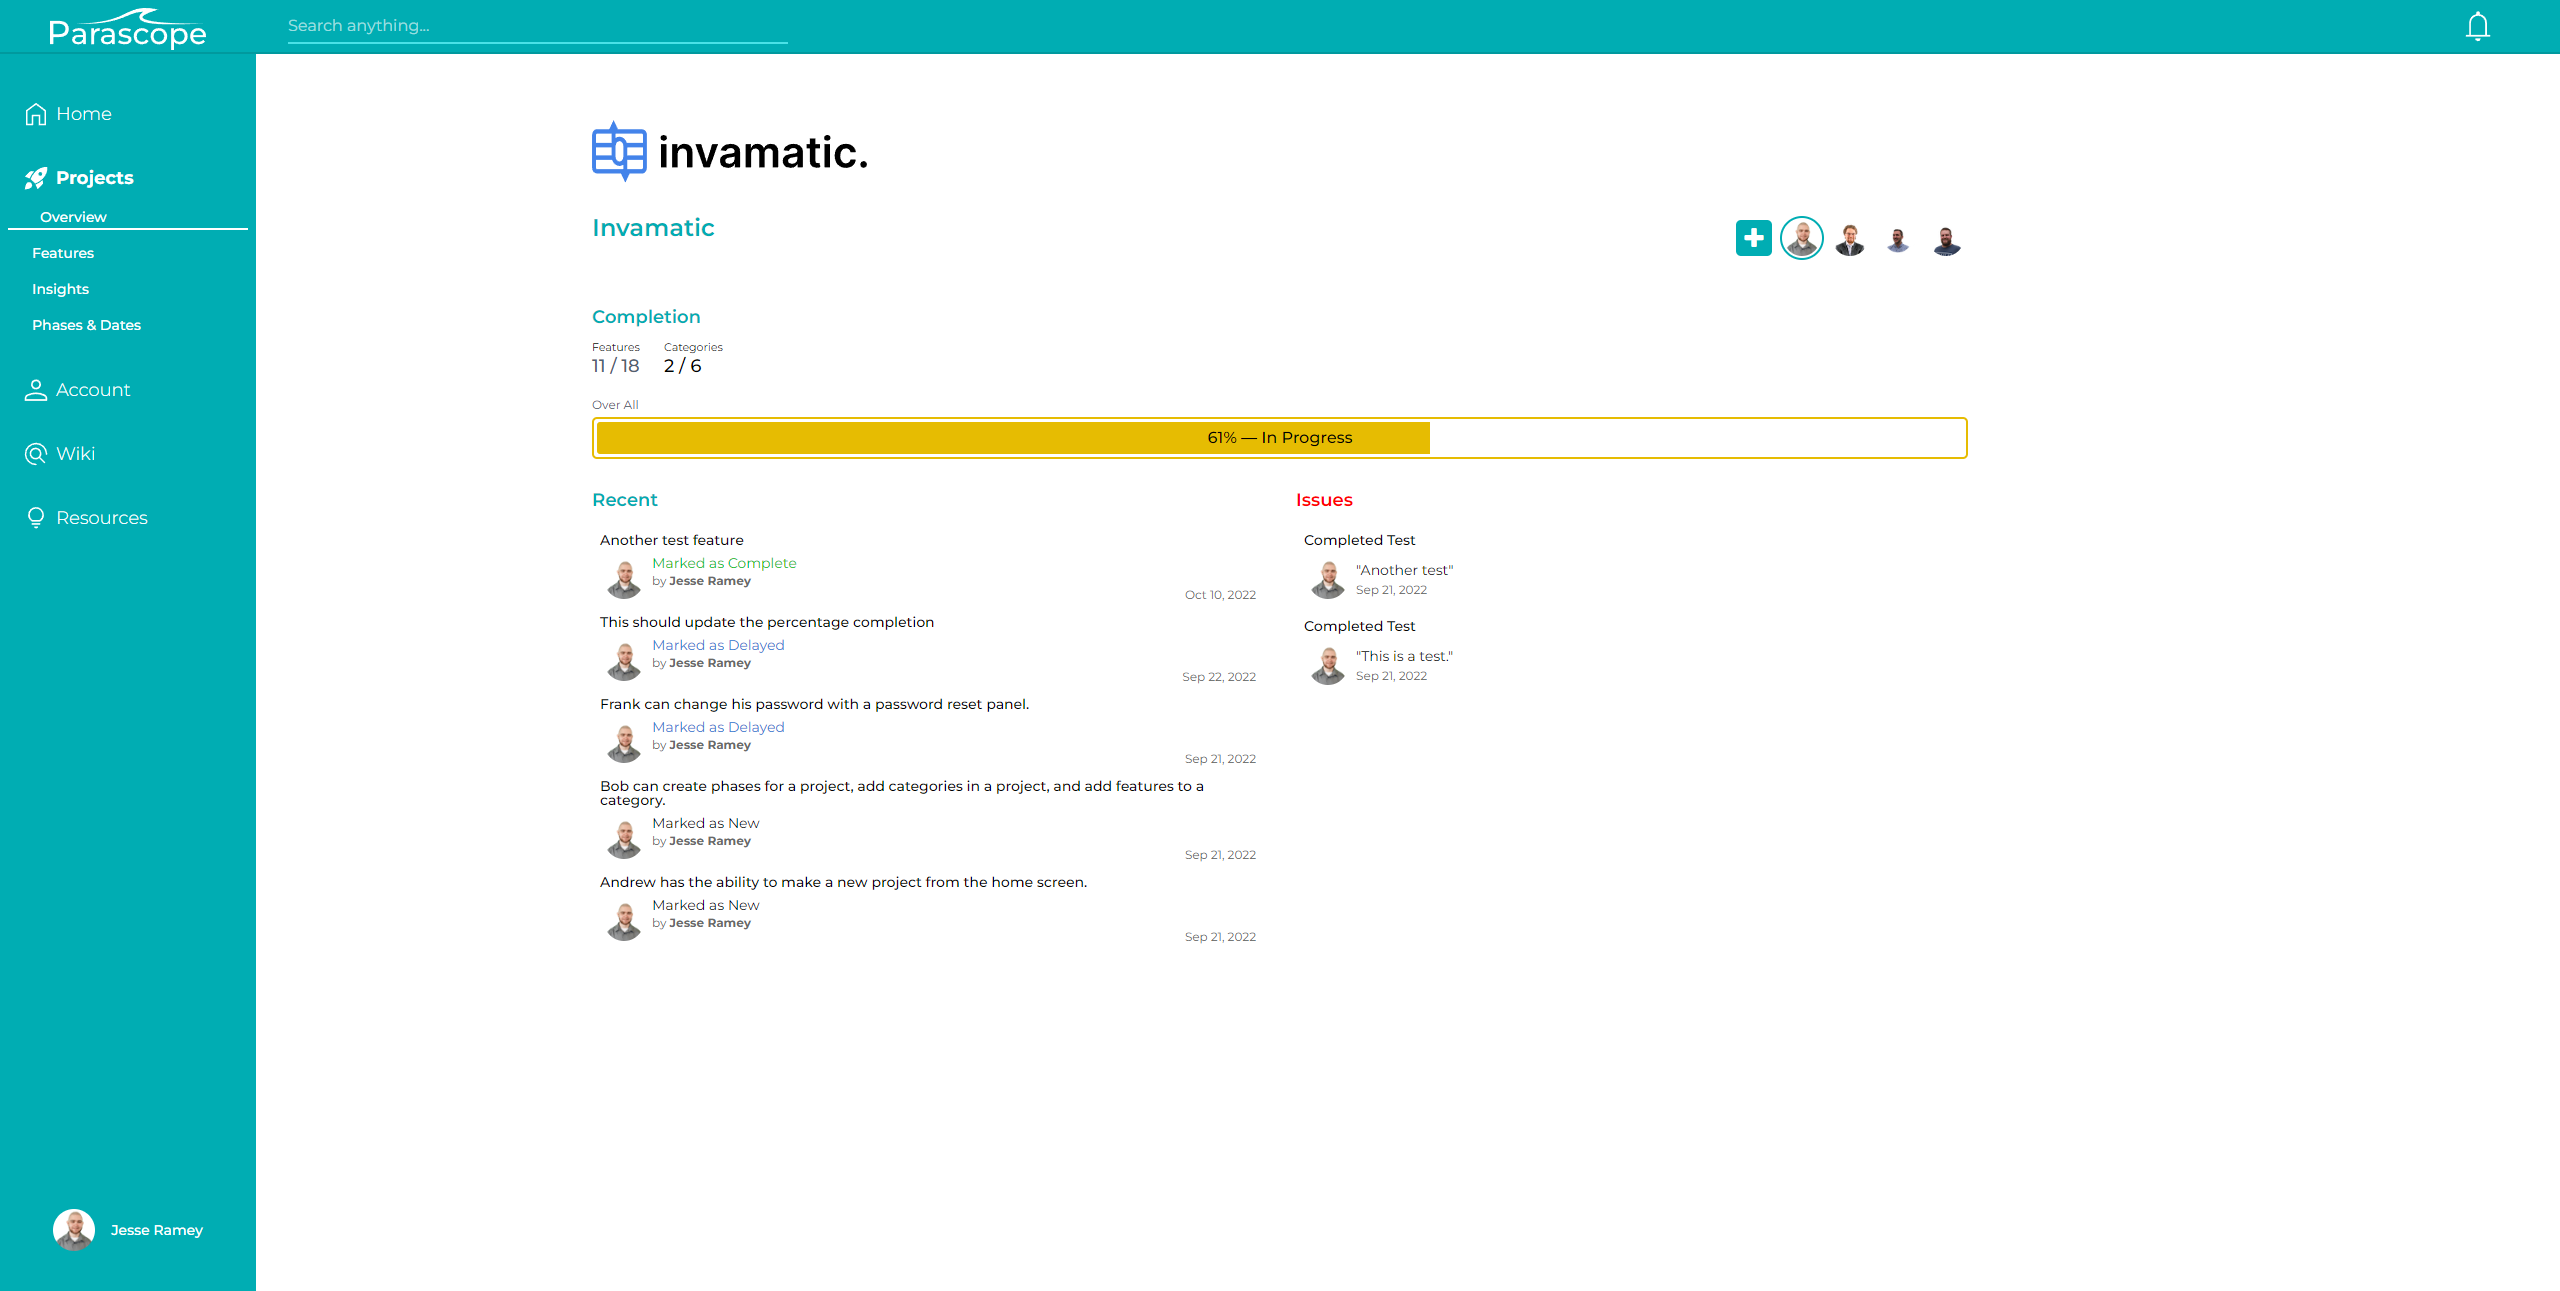 Parascope
Search anything...
Home
Projects
Overview
Features
Insights
Phases & Dates
Account
Wiki
Resources
Jesse Ramey
invamatic.
Invamatic
Completion
Features
11 / 18
Categories
2 / 6
Over All
61% — In Progress
Recent
Another test feature
Marked as Complete
by Jesse Ramey
Oct 10, 2022
This should update the percentage completion
Marked as Delayed
by Jesse Ramey
Sep 22, 2022
Frank can change his password with a password reset panel.
Marked as Delayed
by Jesse Ramey
Sep 21, 2022
Bob can create phases for a project, add categories in a project, and add features to a
category.
Marked as New
by Jesse Ramey
Sep 21, 2022
Andrew has the ability to make a new project from the home screen.
Marked as New
by Jesse Ramey
Sep 21, 2022
Issues
Completed Test
"Another test"
Sep 21, 2022
Completed Test
"This is a test."
Sep 21, 2022